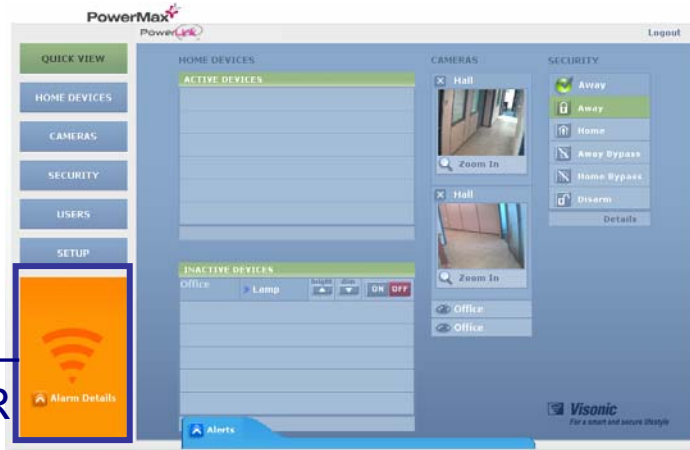 PowerMax
PowerLink
Logout
QUICK VIEW
HOME DEVICES
CAMERAS
SECURITY
USERS
SETUP
Alarm Details
R
HOME DEVICES
ACTIVE DEVICES
INACTIVE DEVICES
Office
Lamp
bright
dim
ON OFF
Alerts
CAMERAS
Hall
Zoom In
Hall
Zoom In
Office
Office
SECURITY
Away
Away
Home
Away Bypass
Home Bypass
Disarm
Details
Visonic
For a smart and secure lifestyle